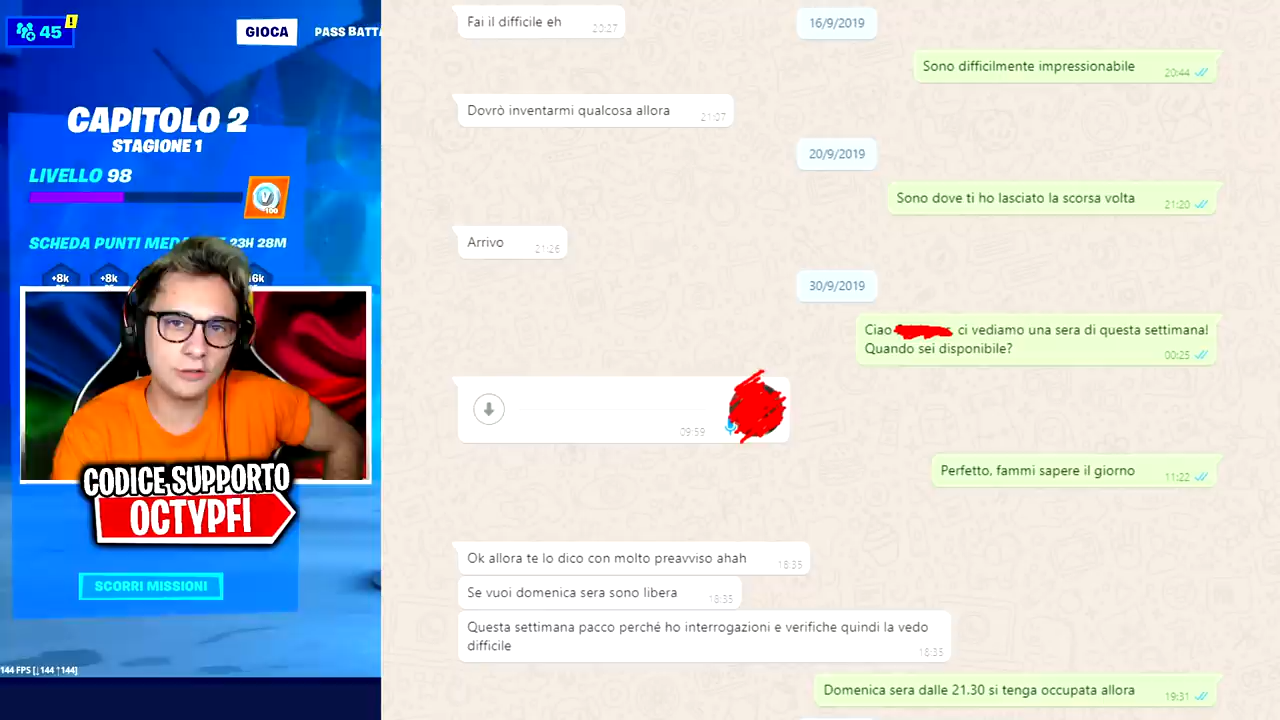 45
!
GIOCA
PASS BATTA
CAPITOLO 2
STAGIONE 1
LIVELLO 98
100
SCHEDA PUNTI MEDA
23H 28M
+8k
+8k
CODICE SUPPORTO
OCTYPFI
SCORRI MISSIONI
144 FPS [↓144 ↑144]
Fai il difficile eh
20:27
16/9/2019
Sono difficilmente impressionabile
20:44
Dovrò inventarmi qualcosa allora
21:07
20/9/2019
Sono dove ti ho lasciato la scorsa volta
21:20
Arrivo
21:26
30/9/2019
Ciao ci vediamo una sera di questa settimana!
Quando sei disponibile?
00:25
09:59
Perfetto, fammi sapere il giorno
11:22
Ok allora te lo dico con molto preavviso ahah
18:35
Se vuoi domenica sera sono libera
18:35
Questa settimana pacco perché ho interrogazioni e verifiche quindi la vedo
difficile
18:35
Domenica sera dalle 21.30 si tenga occupata allora
19:31